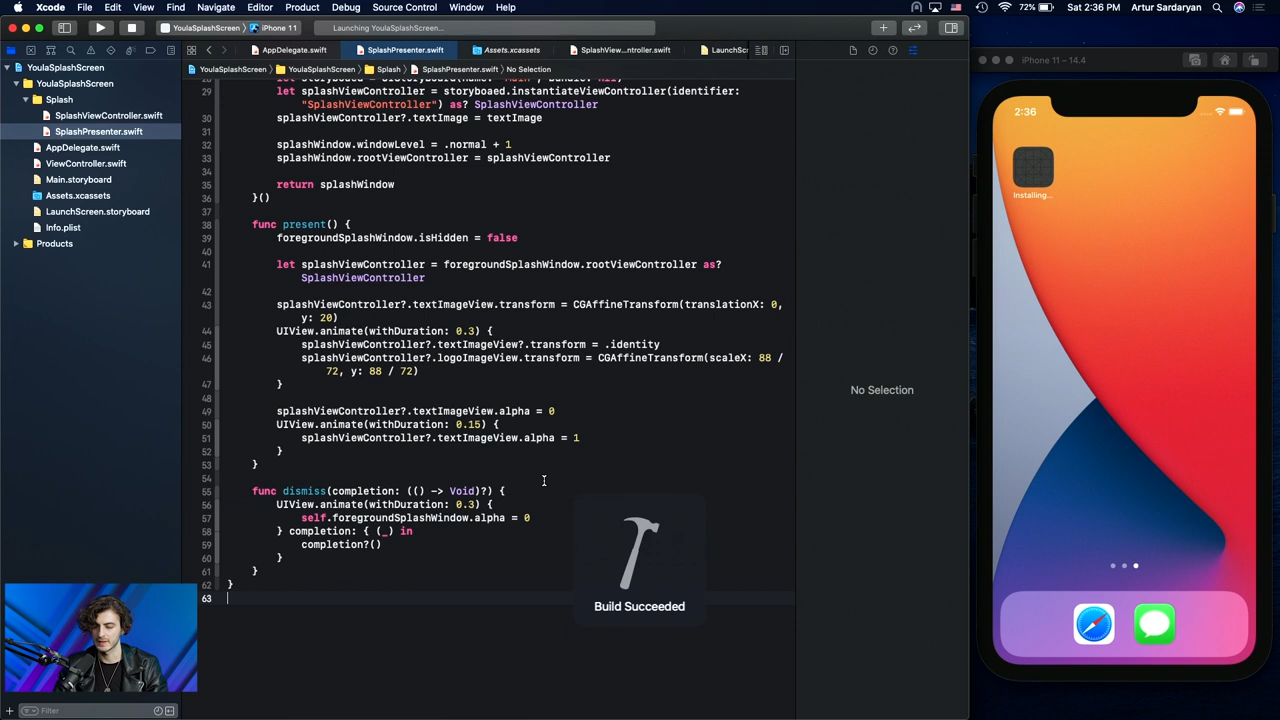 Xcode File Edit View Find Navigate Editor Product Debug Source Control Window Help 72% Sat 2:36 PM Artur Sardaryan
YoulaSplashScreen iPhone 11 Launching YoulaSplashScreen...
AppDelegate.swift SplashPresenter.swift Assets.xcassets SplashView...ntroller.swift LaunchScr
YoulaSplashScreen YoulaSplashScreen Splash SplashPresenter.swift No Selection
YoulaSplashScreen
YoulaSplashScreen
Splash
SplashViewController.swift
SplashPresenter.swift
AppDelegate.swift
ViewController.swift
Main.storyboard
Assets.xcassets
LaunchScreen.storyboard
Info.plist
Products
Filter
29 let splashViewController = storyboaed.instantiateViewController(identifier:
"SplashViewController") as? SplashViewController
30 splashViewController?.textImage = textImage
31
32 splashWindow.windowLevel = .normal + 1
33 splashWindow.rootViewController = splashViewController
34
35 return splashWindow
36 }()
37
38 func present() {
39 foregroundSplashWindow.isHidden = false
40
41 let splashViewController = foregroundSplashWindow.rootViewController as?
SplashViewController
42
43 splashViewController?.textImageView.transform = CGAffineTransform(translationX: 0,
y: 20)
44 UIView.animate(withDuration: 0.3) {
45 splashViewController?.textImageView?.transform = .identity
46 splashViewController?.logoImageView.transform = CGAffineTransform(scaleX: 88 /
72, y: 88 / 72)
47 }
48
49 splashViewController?.textImageView.alpha = 0
50 UIView.animate(withDuration: 0.15) {
51 splashViewController?.textImageView.alpha = 1
52 }
53 }
54
55 func dismiss(completion: (() -> Void)?) {
56 UIView.animate(withDuration: 0.3) {
57 self.foregroundSplashWindow.alpha = 0
58 } completion: { (_) in
59 completion?()
60 }
61 }
62 }
63
Build Succeeded
No Selection
iPhone 11 – 14.4
2:36
Installing...